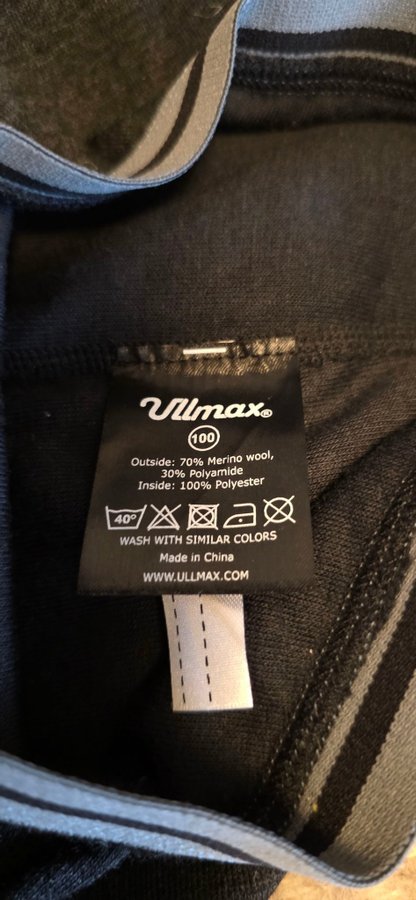 Ullmax®
100
Outside: 70% Merino wool,
30% Polyamide
Inside: 100% Polyester
40°
WASH WITH SIMILAR COLORS
Made in China
WWW.ULLMAX.COM